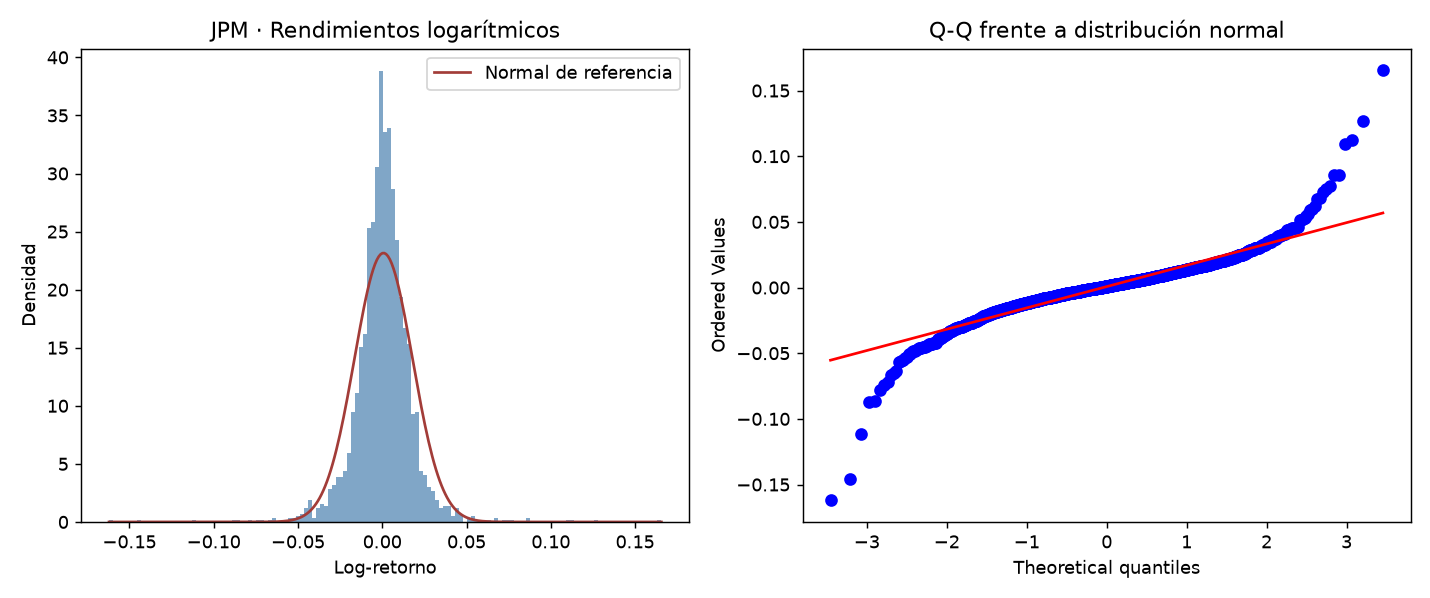 JPM · Rendimientos logarítmicos
Normal de referencia
Densidad
40
35
30
25
20
15
10
5
0
−0.15 −0.10 −0.05 0.00 0.05 0.10 0.15
Log-retorno
Q-Q frente a distribución normal
Ordered Values
0.15
0.10
0.05
0.00
−0.05
−0.10
−0.15
−3 −2 −1 0 1 2 3
Theoretical quantiles